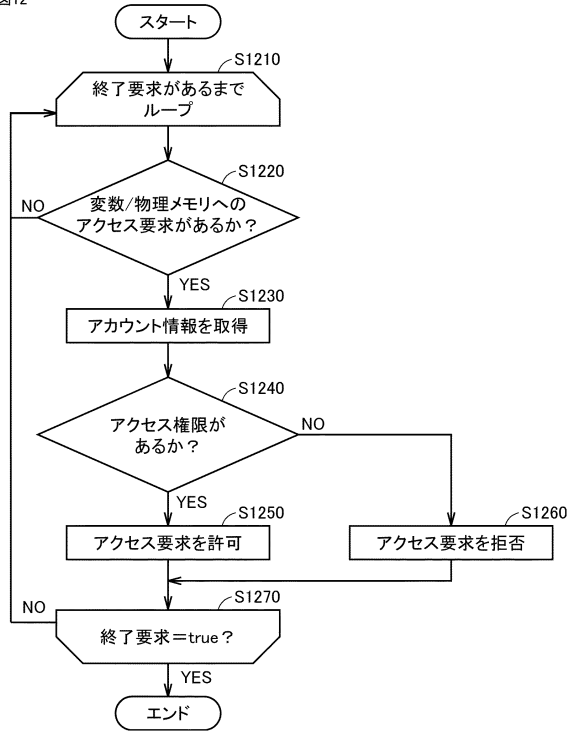 図12
スタート
S1210
終了要求があるまで
ループ
S1220
変数/物理メモリへの
アクセス要求があるか？
NO
YES
S1230
アカウント情報を取得
S1240
アクセス権限が
あるか？
NO
YES
S1250
アクセス要求を許可
S1260
アクセス要求を拒否
S1270
NO
終了要求＝true？
YES
エンド